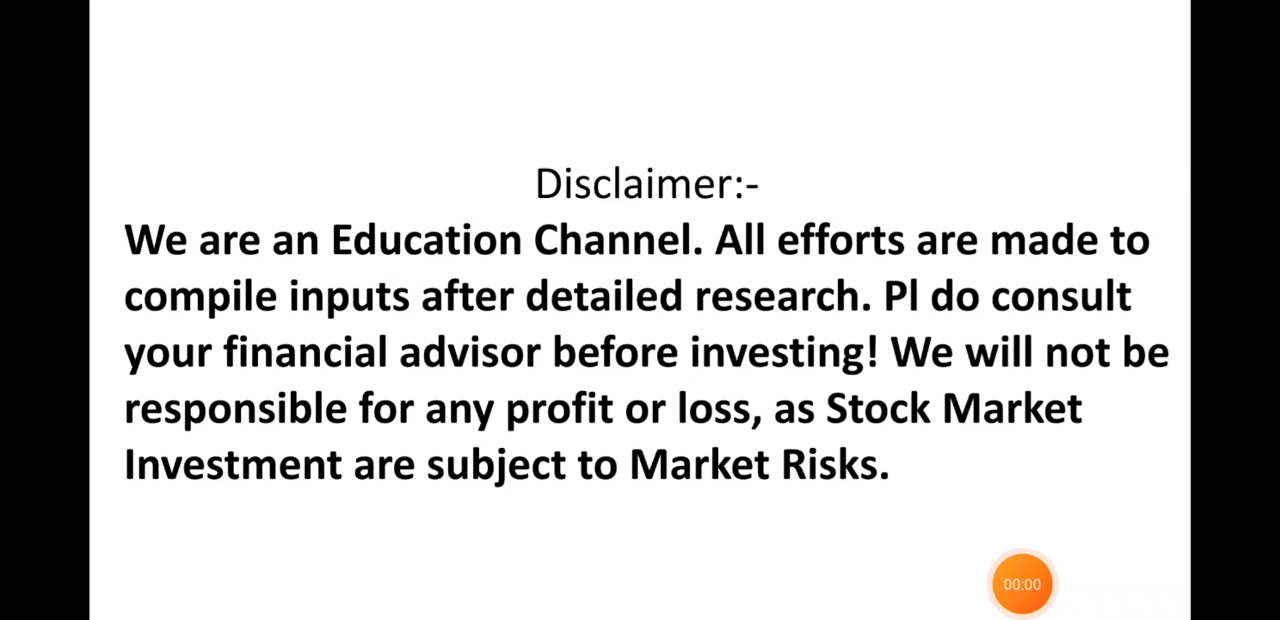 Disclaimer:-
We are an Education Channel. All efforts are made to
compile inputs after detailed research. Pl do consult
your financial advisor before investing! We will not be
responsible for any profit or loss, as Stock Market
Investment are subject to Market Risks.
00:00